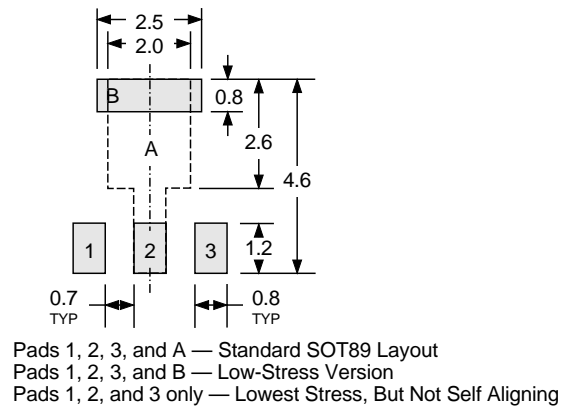 2.5
2.0
B
0.8
A
2.6
4.6
1
2
3
1.2
0.7
TYP
0.8
TYP
Pads 1, 2, 3, and A — Standard SOT89 Layout
Pads 1, 2, 3, and B — Low-Stress Version
Pads 1, 2, and 3 only — Lowest Stress, But Not Self Aligning